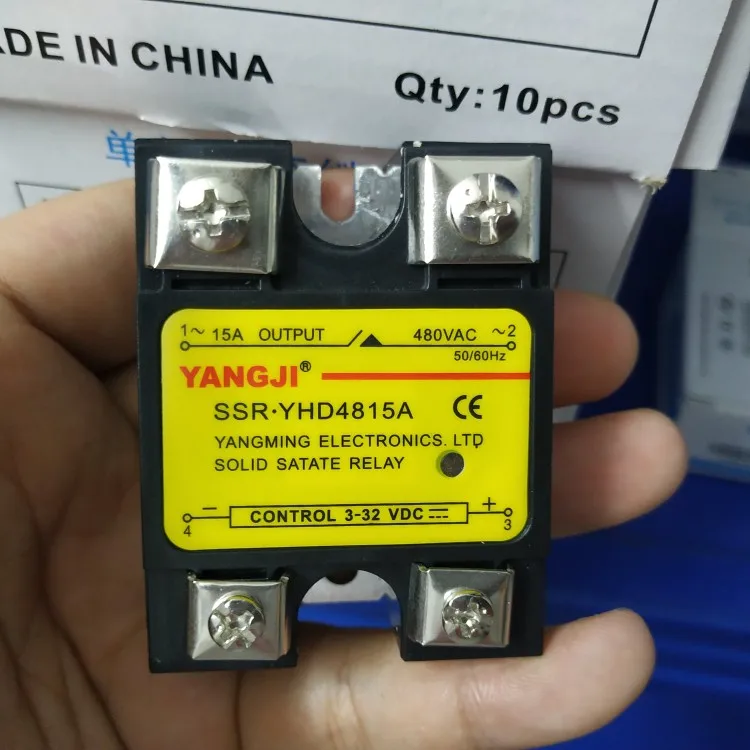 ADE IN CHINA
Qty:10pcs
单
1~ 15A OUTPUT 480VAC ~2
50/60Hz
YANGJI®
SSR·YHD4815A CE
YANGMING ELECTRONICS. LTD
SOLID SATATE RELAY
− CONTROL 3-32 VDC +
4 3